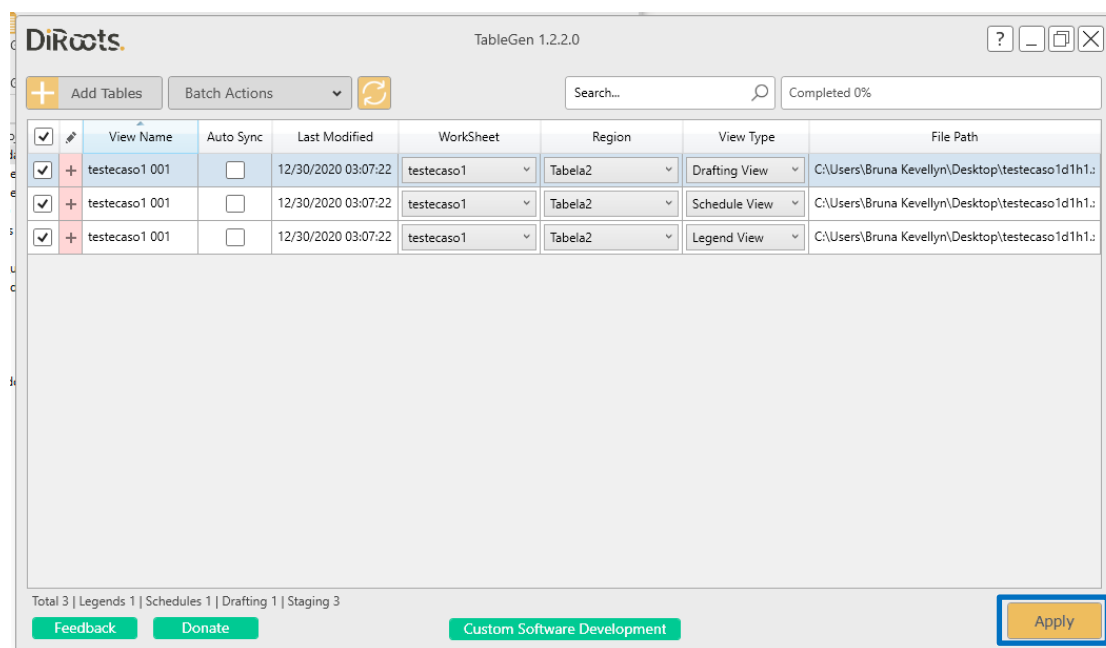 DiRoots.
TableGen 1.2.2.0
?
Add Tables
Batch Actions
Search...
Completed 0%
View Name Auto Sync Last Modified WorkSheet Region View Type File Path
+ testecaso1 001 12/30/2020 03:07:22 testecaso1 Tabela2 Drafting View C:\Users\Bruna Kevellyn\Desktop\testecaso1d1h1.:
+ testecaso1 001 12/30/2020 03:07:22 testecaso1 Tabela2 Schedule View C:\Users\Bruna Kevellyn\Desktop\testecaso1d1h1.:
+ testecaso1 001 12/30/2020 03:07:22 testecaso1 Tabela2 Legend View C:\Users\Bruna Kevellyn\Desktop\testecaso1d1h1.:
Total 3 | Legends 1 | Schedules 1 | Drafting 1 | Staging 3
Feedback
Donate
Custom Software Development
Apply